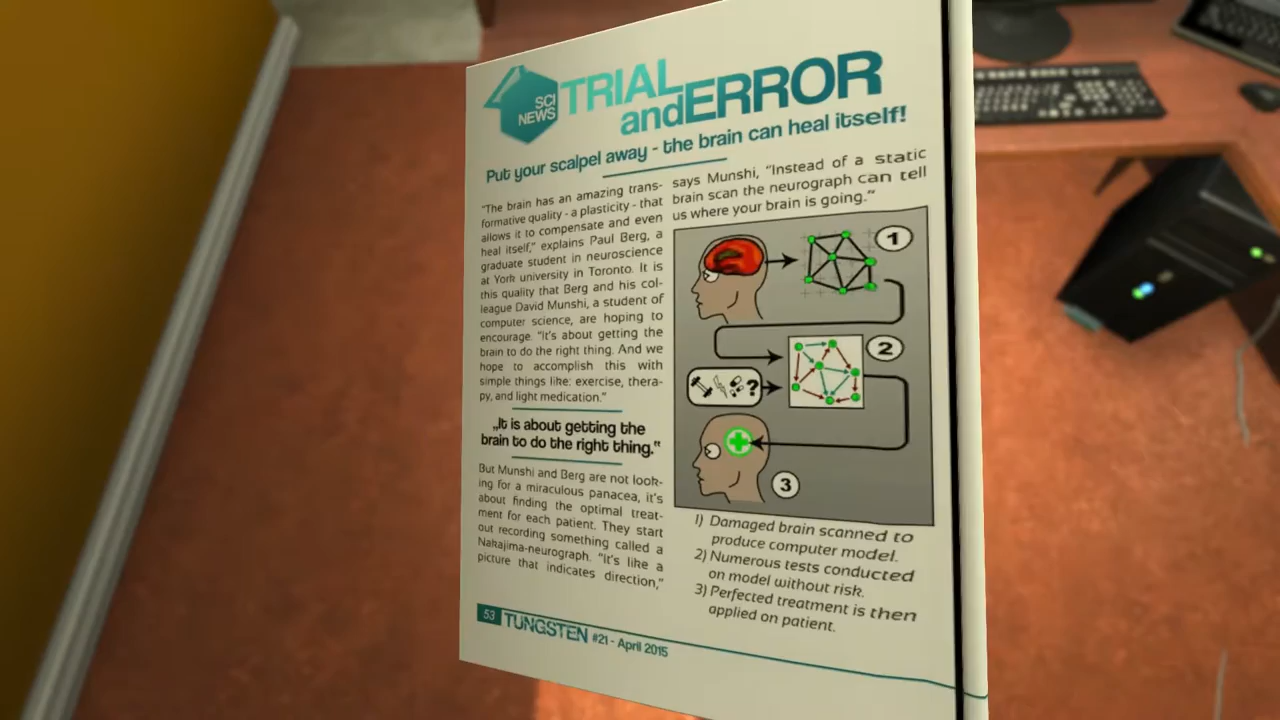 SCI
NEWS
TRIAL
andERROR
Put your scalpel away - the brain can heal itself!
"The brain has an amazing trans-
formative quality - a plasticity - that
allows it to compensate and even
heal itself," explains Paul Berg, a
graduate student in neuroscience
at York university in Toronto. It is
this quality that Berg and his col-
league David Munshi, a student of
computer science, are hoping to
encourage. "It's about getting the
brain to do the right thing. And we
hope to accomplish this with
simple things like: exercise, thera-
py, and light medication."
„It is about getting the
brain to do the right thing."
But Munshi and Berg are not look-
ing for a miraculous panacea, it's
about finding the optimal treat-
ment for each patient. They start
out recording something called a
Nakajima-neurograph. "It's like a
picture that indicates direction,"
says Munshi, "Instead of a static
brain scan the neurograph can tell
us where your brain is going."
1
2
?
3
1) Damaged brain scanned to
produce computer model.
2) Numerous tests conducted
on model without risk.
3) Perfected treatment is then
applied on patient.
53 TUNGSTEN #21 - April 2015